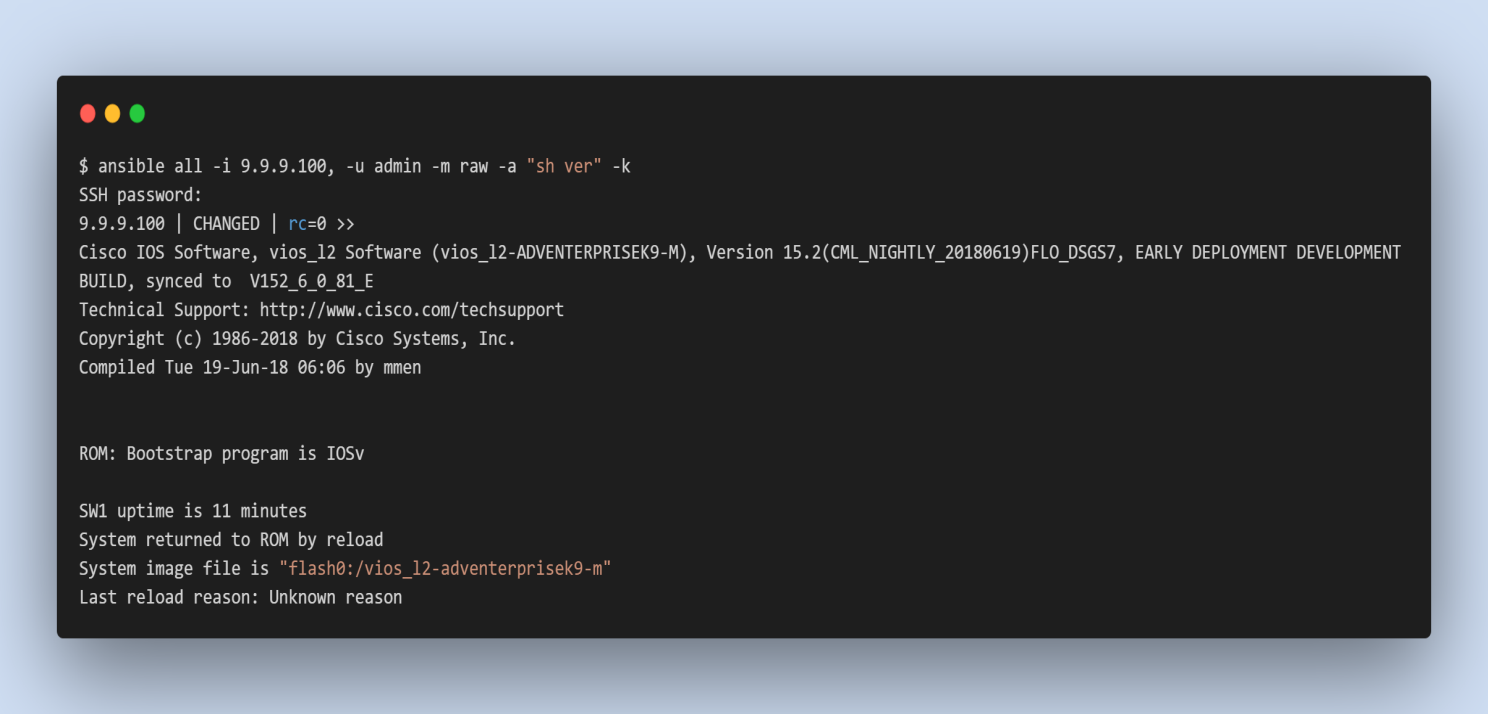 $ ansible all -i 9.9.9.100, -u admin -m raw -a "sh ver" -k
SSH password:
9.9.9.100 | CHANGED | rc=0 >>
Cisco IOS Software, vios_l2 Software (vios_l2-ADVENTERPRISEK9-M), Version 15.2(CML_NIGHTLY_20180619)FLO_DSGS7, EARLY DEPLOYMENT DEVELOPMENT
BUILD, synced to  V152_6_0_81_E
Technical Support: http://www.cisco.com/techsupport
Copyright (c) 1986-2018 by Cisco Systems, Inc.
Compiled Tue 19-Jun-18 06:06 by mmen
ROM: Bootstrap program is IOSv
SW1 uptime is 11 minutes
System returned to ROM by reload
System image file is "flash0:/vios_l2-adventerprisek9-m"
Last reload reason: Unknown reason